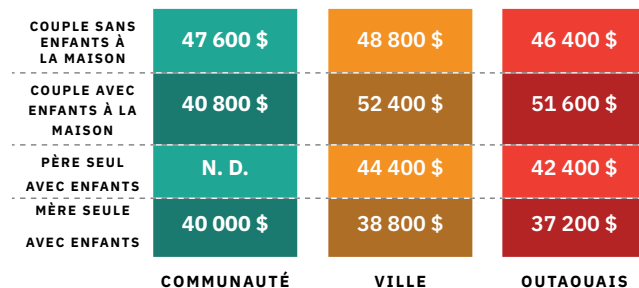 COUPLE SANS
ENFANTS À
LA MAISON
47 600 $ 48 800 $ 46 400 $
COUPLE AVEC
ENFANTS À LA
MAISON
40 800 $ 52 400 $ 51 600 $
PÈRE SEUL
AVEC ENFANTS
N. D. 44 400 $ 42 400 $
MÈRE SEULE
AVEC ENFANTS
40 000 $ 38 800 $ 37 200 $
COMMUNAUTÉ VILLE OUTAOUAIS